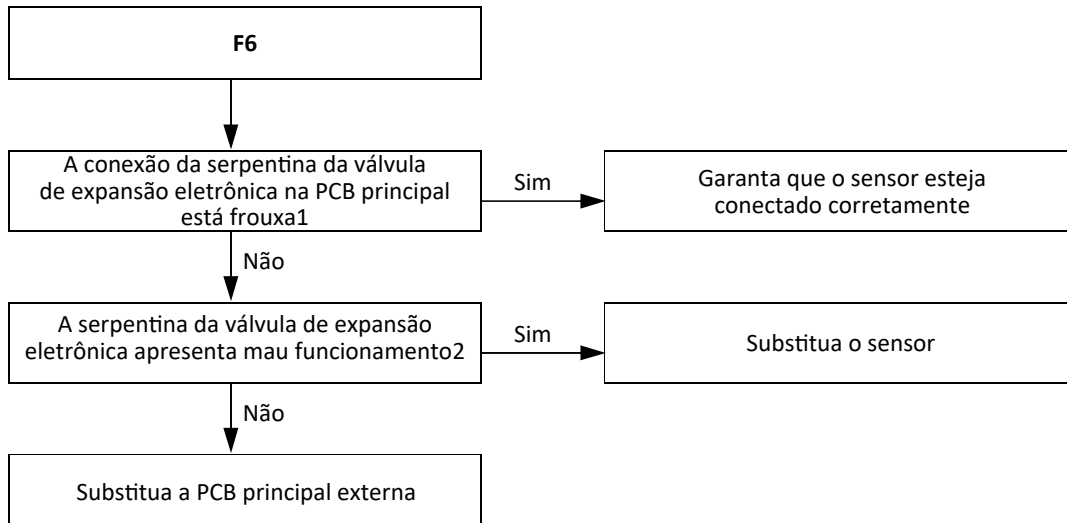 F6
A conexão da serpentina da válvula
de expansão eletrônica na PCB principal
está frouxa1
Sim
Garanta que o sensor esteja
conectado corretamente
Não
A serpentina da válvula de expansão
eletrônica apresenta mau funcionamento2
Sim
Substitua o sensor
Não
Substitua a PCB principal externa